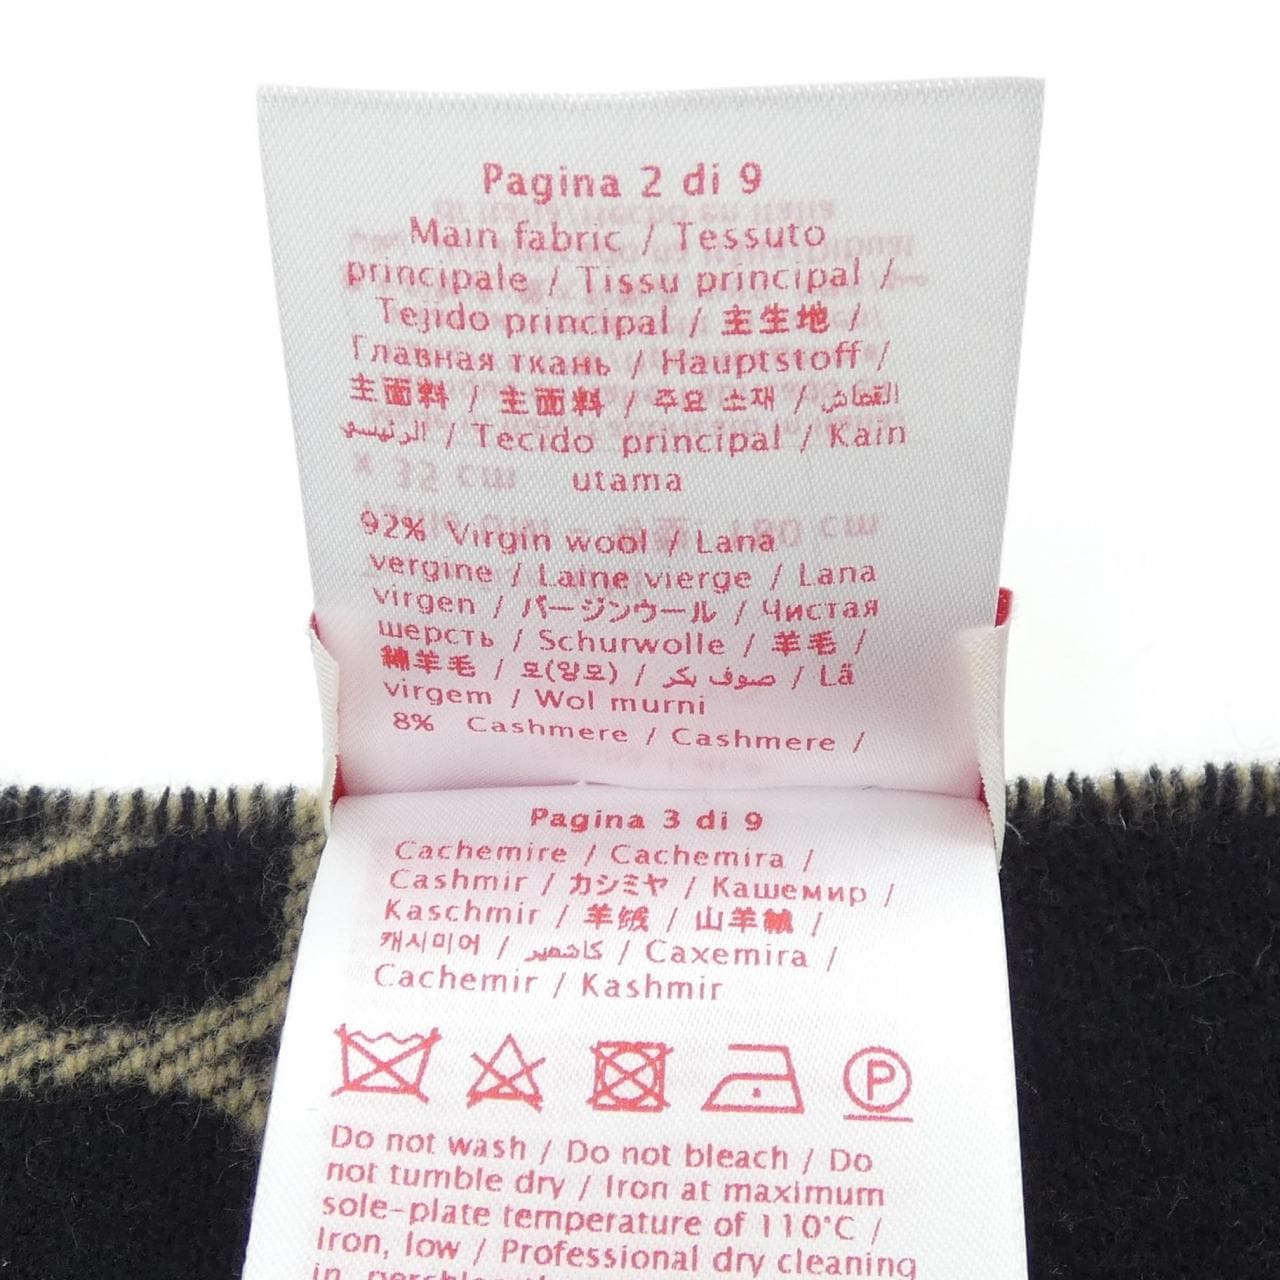 Pagina 2 di 9
Main fabric / Tessuto
principale / Tissu principal /
Tejido principal / 主生地 /
Главная ткань / Hauptstoff /
主面料 / 主面料 / 주요 소재 / القماش
الرئيسي / Tecido principal / Kain
utama
92% Virgin wool / Lana
vergine / Laine vierge / Lana
virgen / バージンウール / Чистая
шерсть / Schurwolle / 羊毛 /
綿羊毛 / 모(양모) / صوف بكر / Lã
virgem / Wol murni
8% Cashmere / Cashmere /
Pagina 3 di 9
Cachemire / Cachemira /
Cashmir / カシミヤ / Кашемир /
Kaschmir / 羊绒 / 山羊絨 /
캐시미어 / كاشمير / Caxemira /
Cachemir / Kashmir
P
Do not wash / Do not bleach / Do
not tumble dry / Iron at maximum
sole-plate temperature of 110°C /
Iron, low / Professional dry cleaning
in